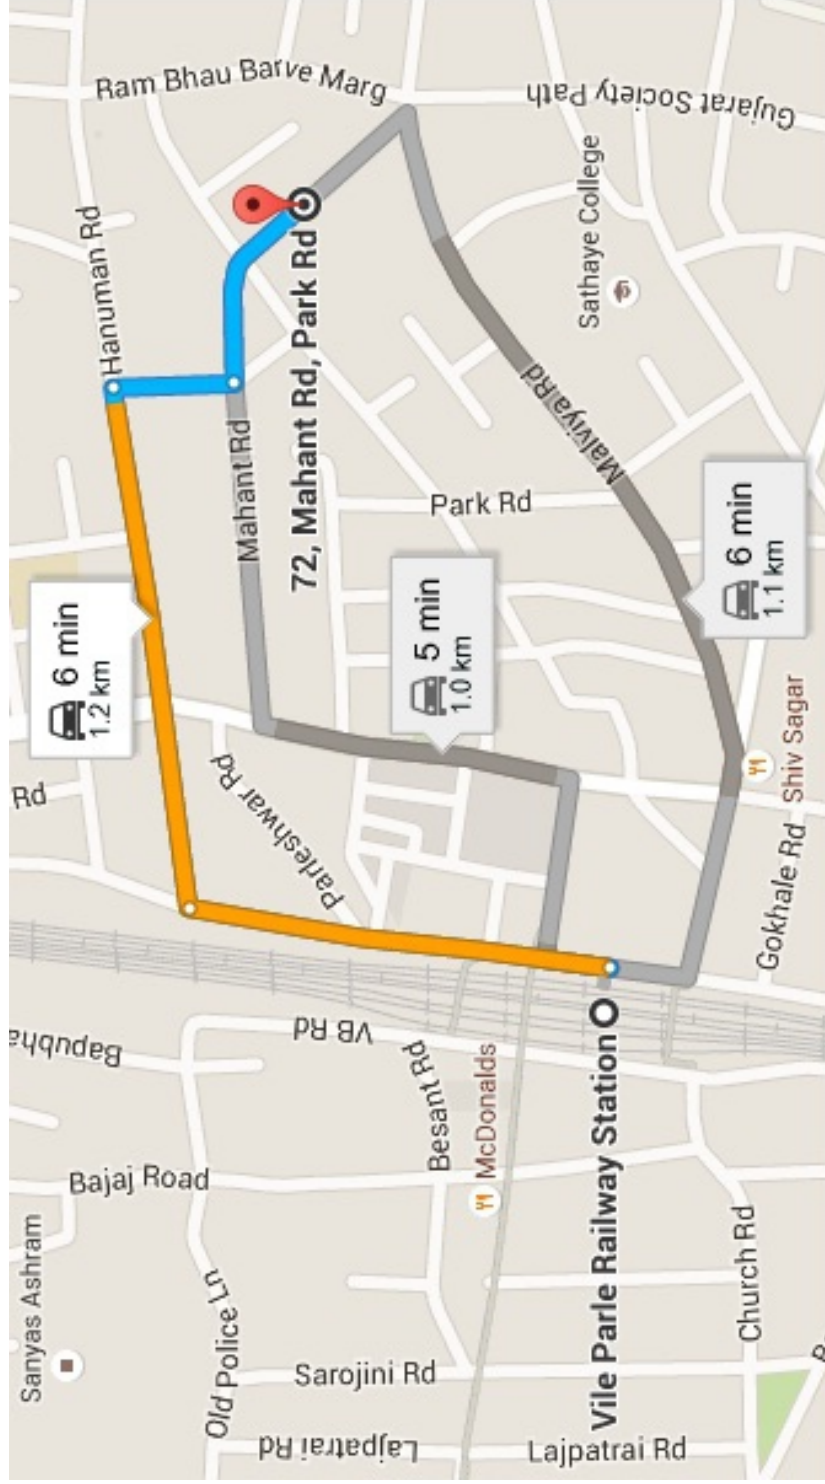 Ram Bhau Barve Marg
Gujarat Society Path
Hanuman Rd
Sathaye College
72, Mahant Rd, Park Rd
Mahant Rd
Malviya Rd
Park Rd
6 min
1.2 km
5 min
1.0 km
6 min
1.1 km
Rd
Parleshwar Rd
Shiv Sagar
Gokhale Rd
VB Rd
Bapubha
Besant Rd
McDonalds
Bajaj Road
Vile Parle Railway Station
Sanyas Ashram
Old Police Ln
Church Rd
Sarojini Rd
Lajpatrai Rd
Lajpatrai Rd